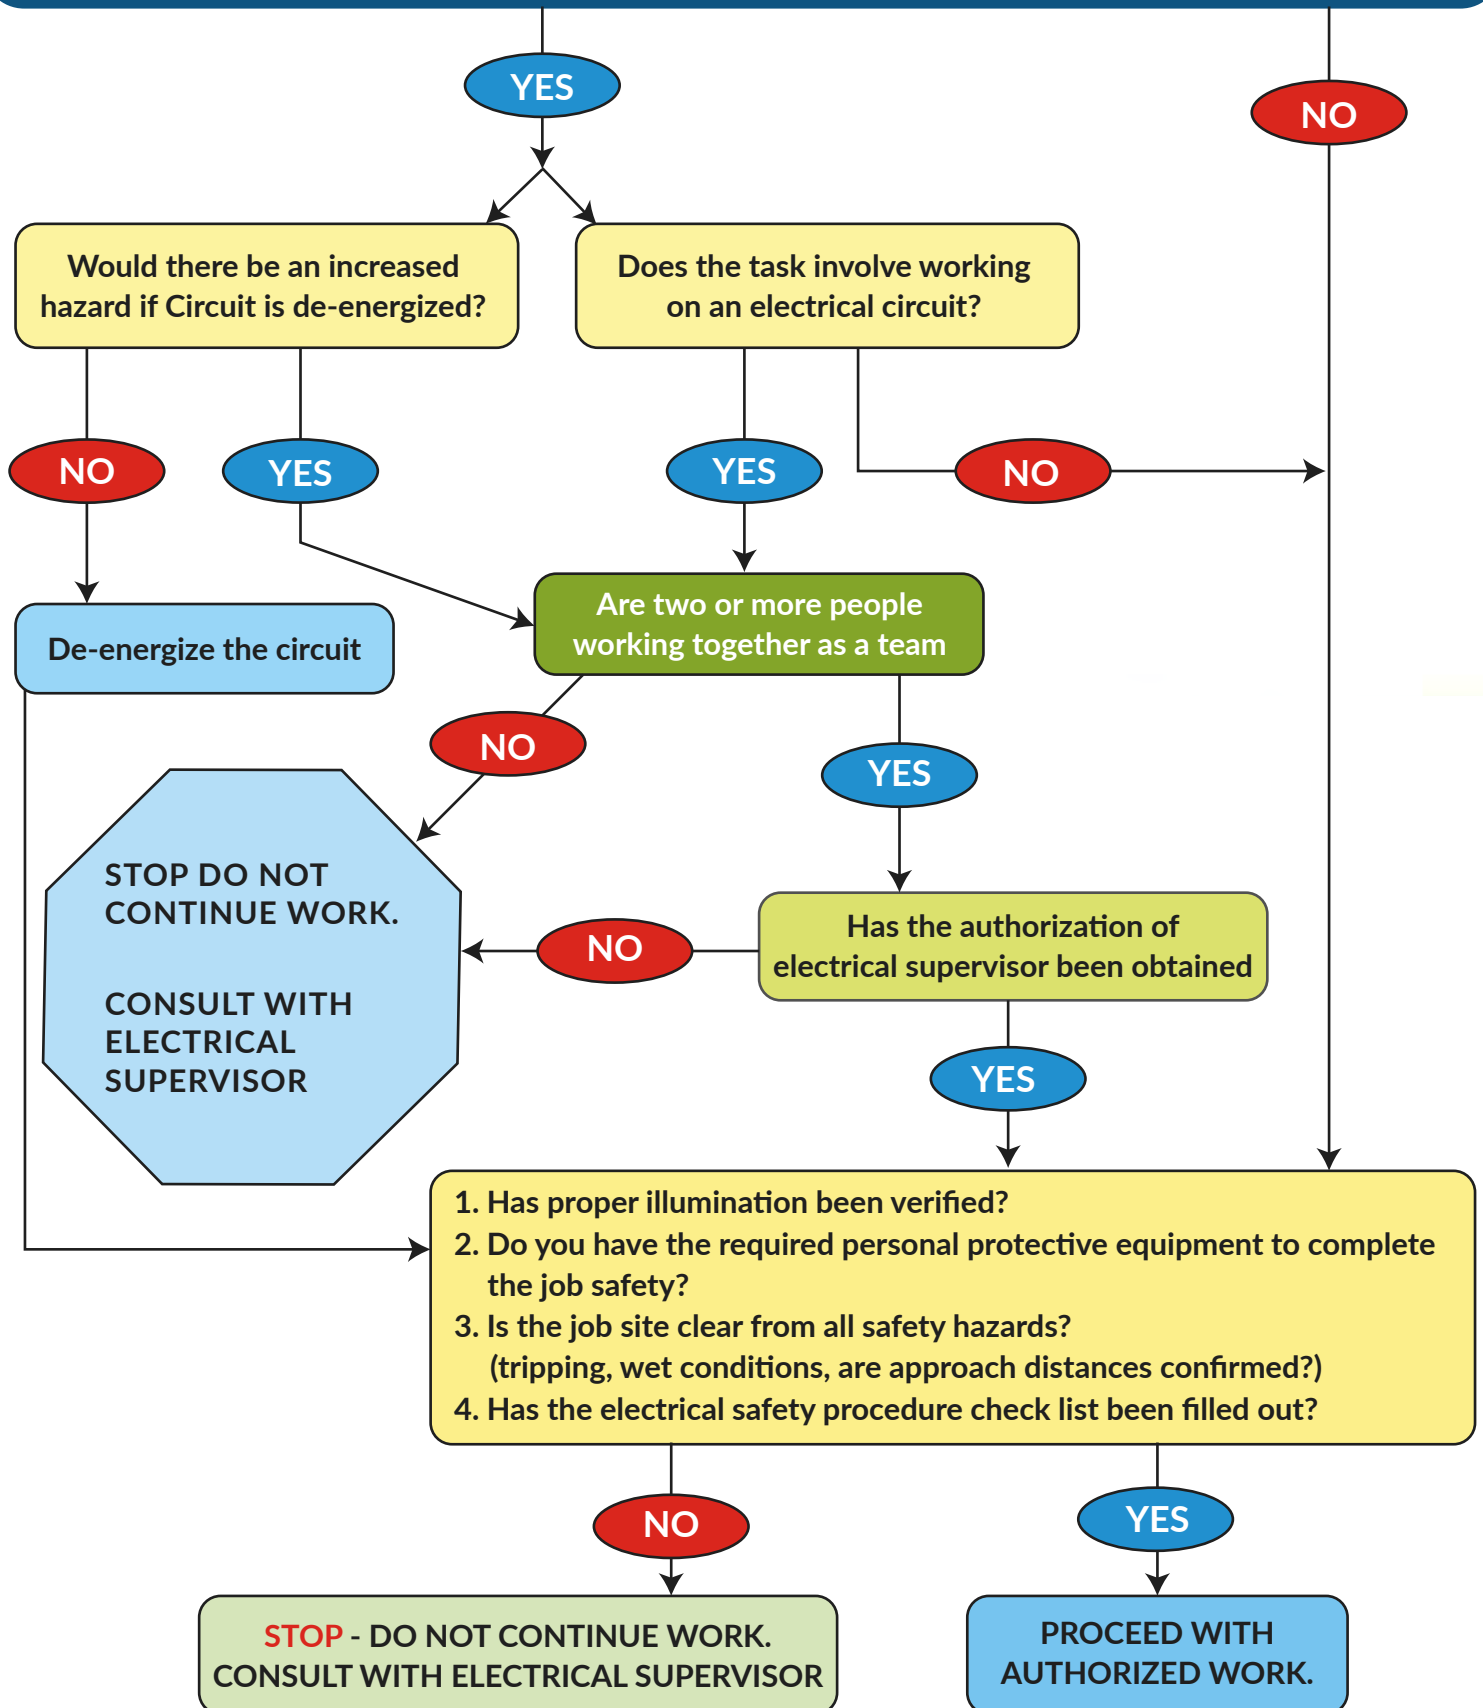 YES
NO
Would there be an increased
hazard if Circuit is de-energized?
Does the task involve working
on an electrical circuit?
NO
YES
YES
NO
De-energize the circuit
Are two or more people
working together as a team
NO
YES
STOP DO NOT
CONTINUE WORK.
CONSULT WITH
ELECTRICAL
SUPERVISOR
NO
Has the authorization of
electrical supervisor been obtained
YES
1. Has proper illumination been verified?
2. Do you have the required personal protective equipment to complete
the job safety?
3. Is the job site clear from all safety hazards?
(tripping, wet conditions, are approach distances confirmed?)
4. Has the electrical safety procedure check list been filled out?
NO
YES
STOP - DO NOT CONTINUE WORK.
CONSULT WITH ELECTRICAL SUPERVISOR
PROCEED WITH
AUTHORIZED WORK.